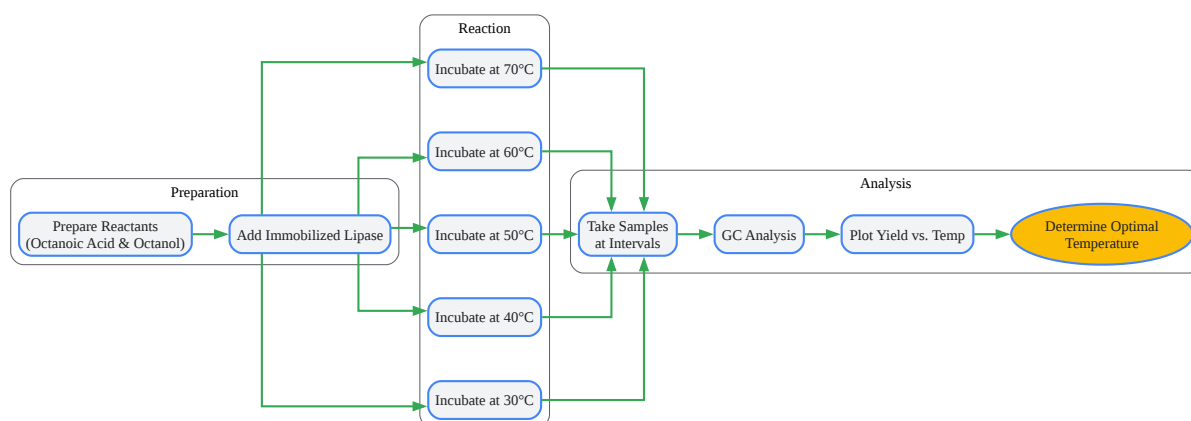 Preparation
Prepare Reactants
(Octanoic Acid & Octanol)
Add Immobilized Lipase
Reaction
Incubate at 70°C
Incubate at 60°C
Incubate at 50°C
Incubate at 40°C
Incubate at 30°C
Analysis
Take Samples
at Intervals
GC Analysis
Plot Yield vs. Temp
Determine Optimal
Temperature